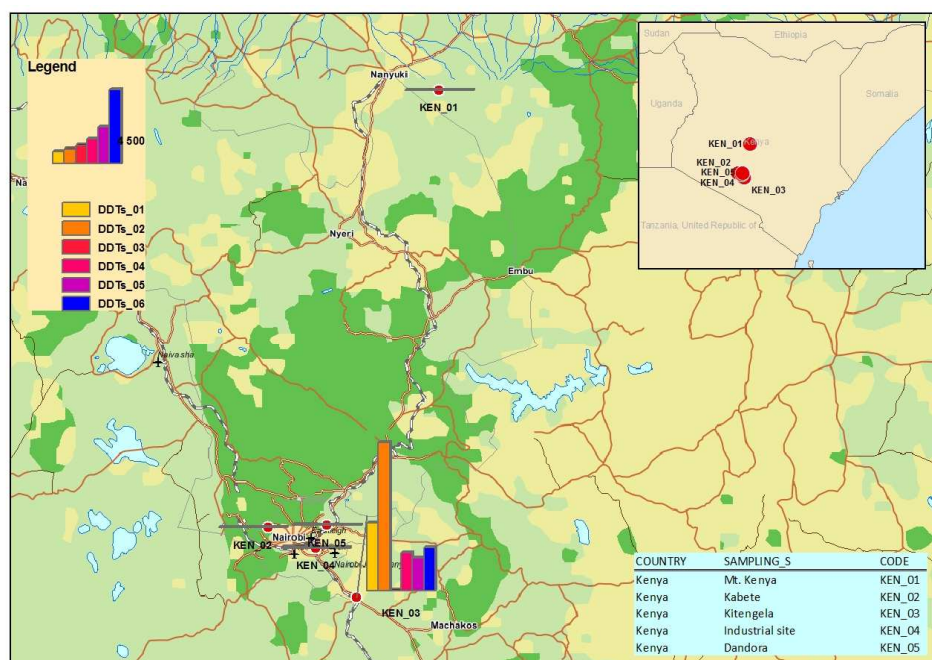 Legend
4 500
DDTs_01
DDTs_02
DDTs_03
DDTs_04
DDTs_05
DDTs_06
Nanyuki
KEN_01
Nyeri
Embu
Naivasha
Nairobi
KEN_02
KEN_05
KEN_04
KEN_03
Machakos
Sudan
Ethiopia
Uganda
Somalia
KEN_01
Kenya
KEN_02
KEN_05
KEN_04
KEN_03
Tanzania, United Republic of
COUNTRY SAMPLING_S CODE
Kenya Mt. Kenya KEN_01
Kenya Kabete KEN_02
Kenya Kitengela KEN_03
Kenya Industrial site KEN_04
Kenya Dandora KEN_05